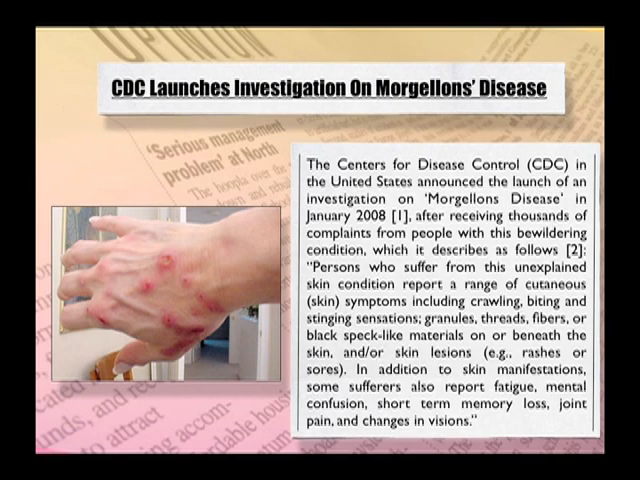 OPINION
CDC Launches Investigation On Morgellons' Disease
'Serious management
problem' at North
The hoopla over the
The Centers for Disease Control (CDC) in
the United States announced the launch of an
investigation on 'Morgellons Disease' in
January 2008 [1], after receiving thousands of
complaints from people with this bewildering
condition, which it describes as follows [2]:
"Persons who suffer from this unexplained
skin condition report a range of cutaneous
(skin) symptoms including crawling, biting and
stinging sensations; granules, threads, fibers, or
black speck-like materials on or beneath the
skin, and/or skin lesions (e.g., rashes or
sores). In addition to skin manifestations,
some sufferers also report fatigue, mental
confusion, short term memory loss, joint
pain, and changes in visions."
to attract
accom-